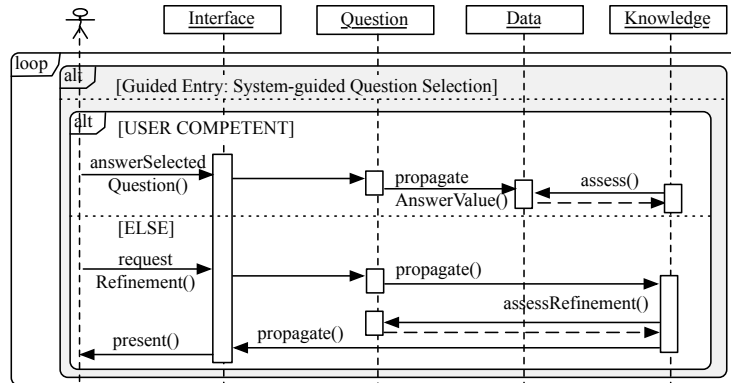 Interface Question Data Knowledge
loop
alt
[Guided Entry: System-guided Question Selection]
alt
[USER COMPETENT]
answerSelected
Question()
propagate
AnswerValue()
assess()
[ELSE]
request
Refinement()
propagate()
assessRefinement()
propagate()
present()